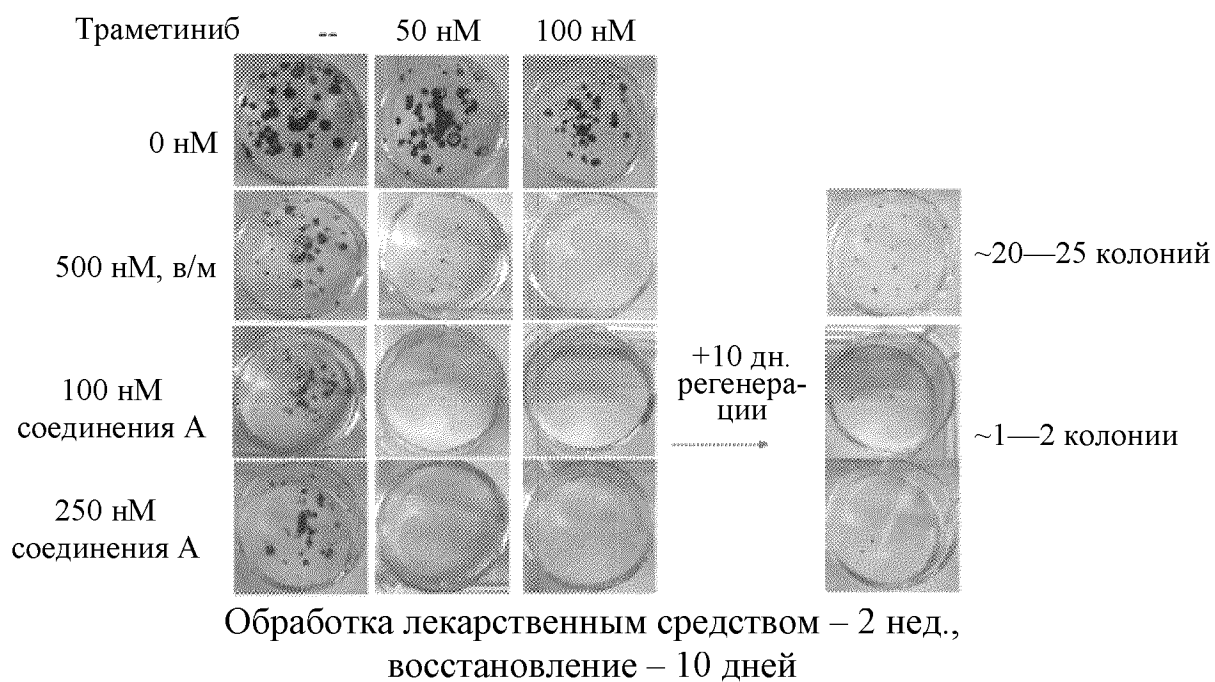 Траметиниб -- 50 нМ 100 нМ
0 нМ
500 нМ, в/м
~20—25 колоний
100 нМ
соединения А
+10 дн.
регенера-
ции
~1—2 колонии
250 нМ
соединения А
Обработка лекарственным средством – 2 нед.,
восстановление – 10 дней